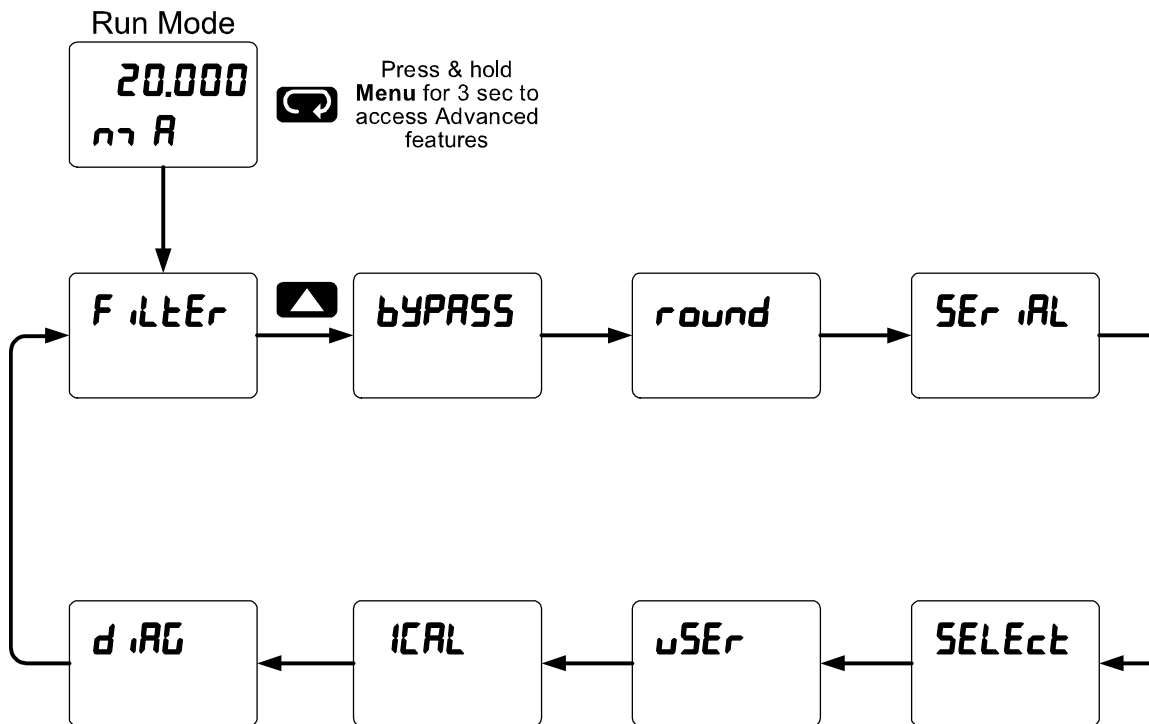 Run Mode
20.000
mA
Press & hold
Menu for 3 sec to
access Advanced
features
FiLtEr
bYPASS
round
SEriAL
diAG
ICAL
uSEr
SELEct